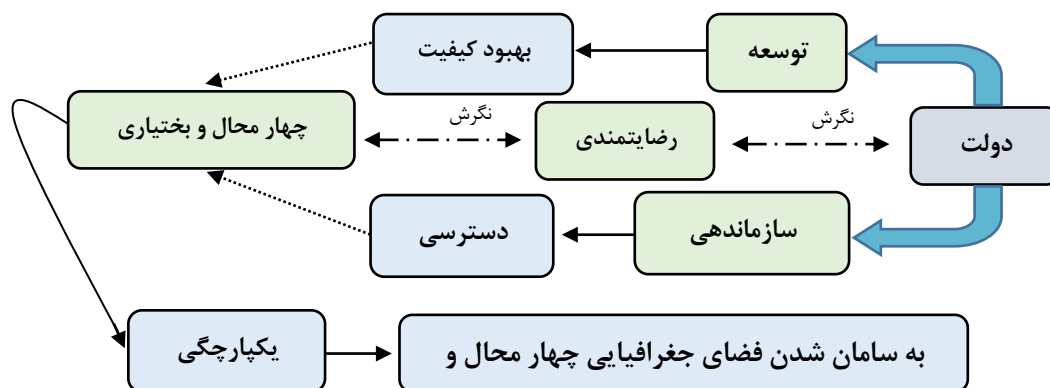 توسعه
بهبود کیفیت
دولت
نگرش
رضایتمندی
نگرش
چهار محال و بختیاری
سازماندهی
دسترسی
یکپارچگی
به سامان شدن فضای جغرافیایی چهار محال و